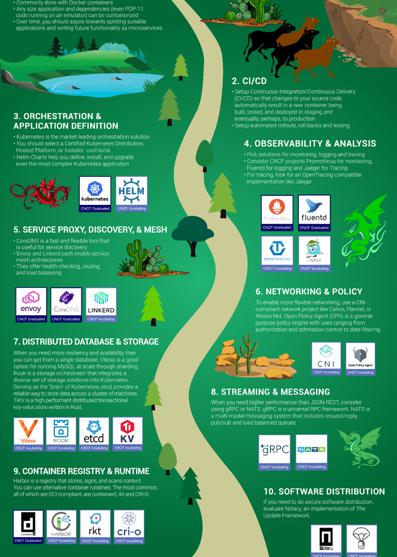 • Commonly done with Docker containers
• Any size application and dependencies (even PDP-11
code running on an emulator) can be containerized
• Over time, you should aspire towards splitting suitable
applications and writing future functionality as microservices
2. CI/CD
• Setup Continuous Integration/Continuous Delivery
(CI/CD) so that changes to your source code
automatically result in a new container being
built, tested, and deployed to staging and
eventually, perhaps, to production
• Setup automated rollouts, roll backs and testing
3. ORCHESTRATION &
APPLICATION DEFINITION
• Kubernetes is the market-leading orchestration solution
• You should select a Certified Kubernetes Distribution,
Hosted Platform, or Installer: cncf.io/ck
• Helm Charts help you define, install, and upgrade
even the most complex Kubernetes application
kubernetes
CNCF Graduated
HELM
CNCF Incubating
4. OBSERVABILITY & ANALYSIS
• Pick solutions for monitoring, logging and tracing
• Consider CNCF projects Prometheus for monitoring,
Fluentd for logging and Jaeger for Tracing
• For tracing, look for an OpenTracing-compatible
implementation like Jaeger
CNCF Graduated
fluentd
CNCF Graduated
OPENTRACING
CNCF Incubating
CNCF Incubating
5. SERVICE PROXY, DISCOVERY, & MESH
• CoreDNS is a fast and flexible tool that
is useful for service discovery
• Envoy and Linkerd each enable service
mesh architectures
• They offer health checking, routing,
and load balancing
envoy
CNCF Graduated
CoreDNS
CNCF Graduated
LINKERD
CNCF Incubating
6. NETWORKING & POLICY
To enable more flexible networking, use a CNI-
compliant network project like Calico, Flannel, or
Weave Net. Open Policy Agent (OPA) is a general-
purpose policy engine with uses ranging from
authorization and admission control to data filtering.
CNI
CNCF Incubating
Open Policy Agent
CNCF Incubating
7. DISTRIBUTED DATABASE & STORAGE
When you need more resiliency and scalability than
you can get from a single database, Vitess is a good
option for running MySQL at scale through sharding.
Rook is a storage orchestrator that integrates a
diverse set of storage solutions into Kubernetes.
Serving as the "brain" of Kubernetes, etcd provides a
reliable way to store data across a cluster of machines.
TiKV is a high performant distributed transactional
key-value store written in Rust.
Vitess
CNCF Incubating
ROOK
CNCF Incubating
etcd
CNCF Incubating
KV
CNCF Incubating
8. STREAMING & MESSAGING
When you need higher performance than JSON-REST, consider
using gRPC or NATS. gRPC is a universal RPC framework. NATS is
a multi-modal messaging system that includes request/reply,
pub/sub and load balanced queues.
gRPC
CNCF Incubating
NATS
CNCF Incubating
9. CONTAINER REGISTRY & RUNTIME
Harbor is a registry that stores, signs, and scans content.
You can use alternative container runtimes. The most common,
all of which are OCI-compliant, are containerd, rkt and CRI-O.
CNCF Graduated
HARBOR
CNCF Incubating
rkt
CNCF Incubating
cri-o
CNCF Incubating
10. SOFTWARE DISTRIBUTION
If you need to do secure software distribution,
evaluate Notary, an implementation of The
Update Framework.
CNCF Incubating
CNCF Incubating